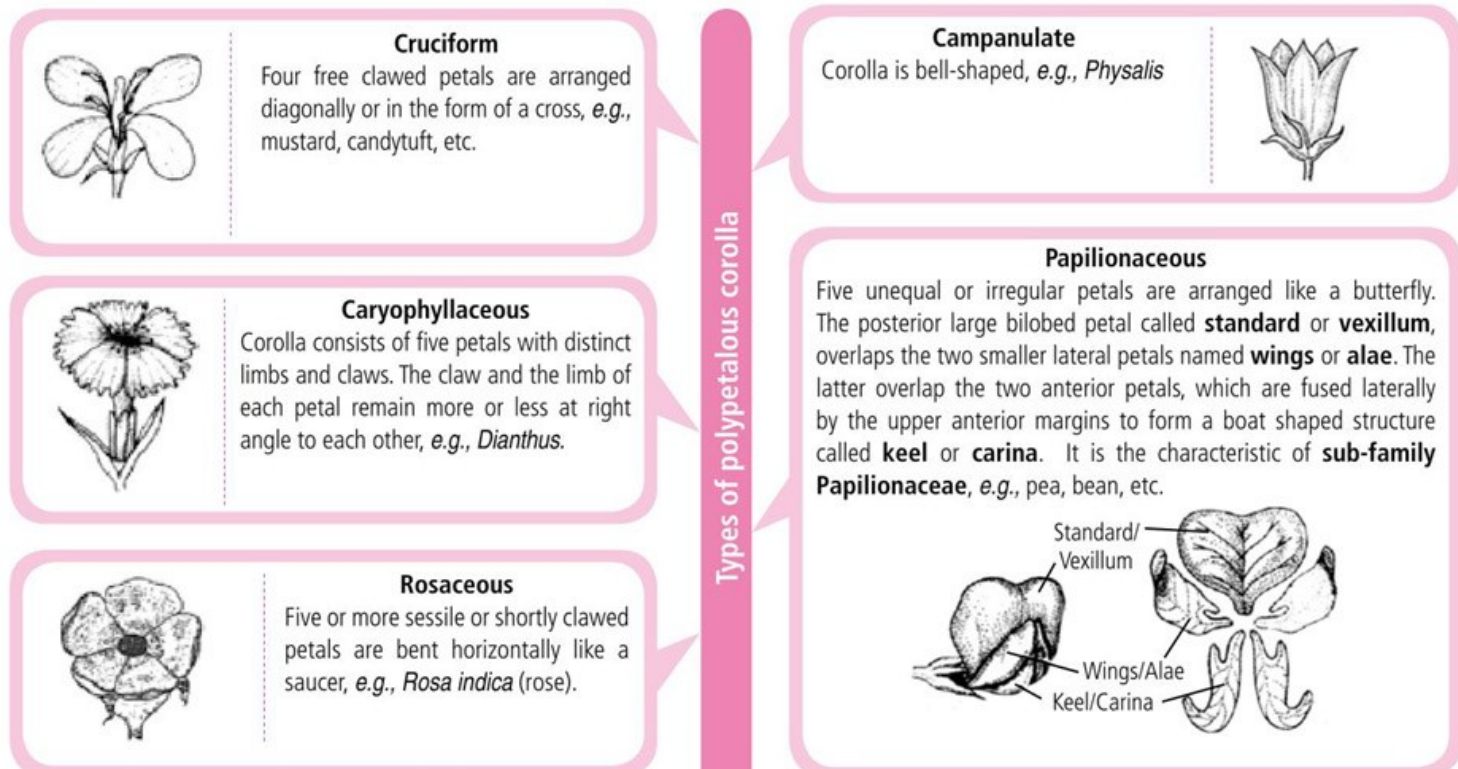 Cruciform
Four free clawed petals are arranged
diagonally or in the form of a cross, e.g.,
mustard, candytuft, etc.
Caryophyllaceous
Corolla consists of five petals with distinct
limbs and claws. The claw and the limb of
each petal remain more or less at right
angle to each other, e.g., Dianthus.
Rosaceous
Five or more sessile or shortly clawed
petals are bent horizontally like a
saucer, e.g., Rosa indica (rose).
Types of polypetalous corolla
Campanulate
Corolla is bell-shaped, e.g., Physalis
Papilionaceous
Five unequal or irregular petals are arranged like a butterfly.
The posterior large bilobed petal called standard or vexillum,
overlaps the two smaller lateral petals named wings or alae. The
latter overlap the two anterior petals, which are fused laterally
by the upper anterior margins to form a boat shaped structure
called keel or carina. It is the characteristic of sub-family
Papilionaceae, e.g., pea, bean, etc.
Standard/
Vexillum
Wings/Alae
Keel/Carina